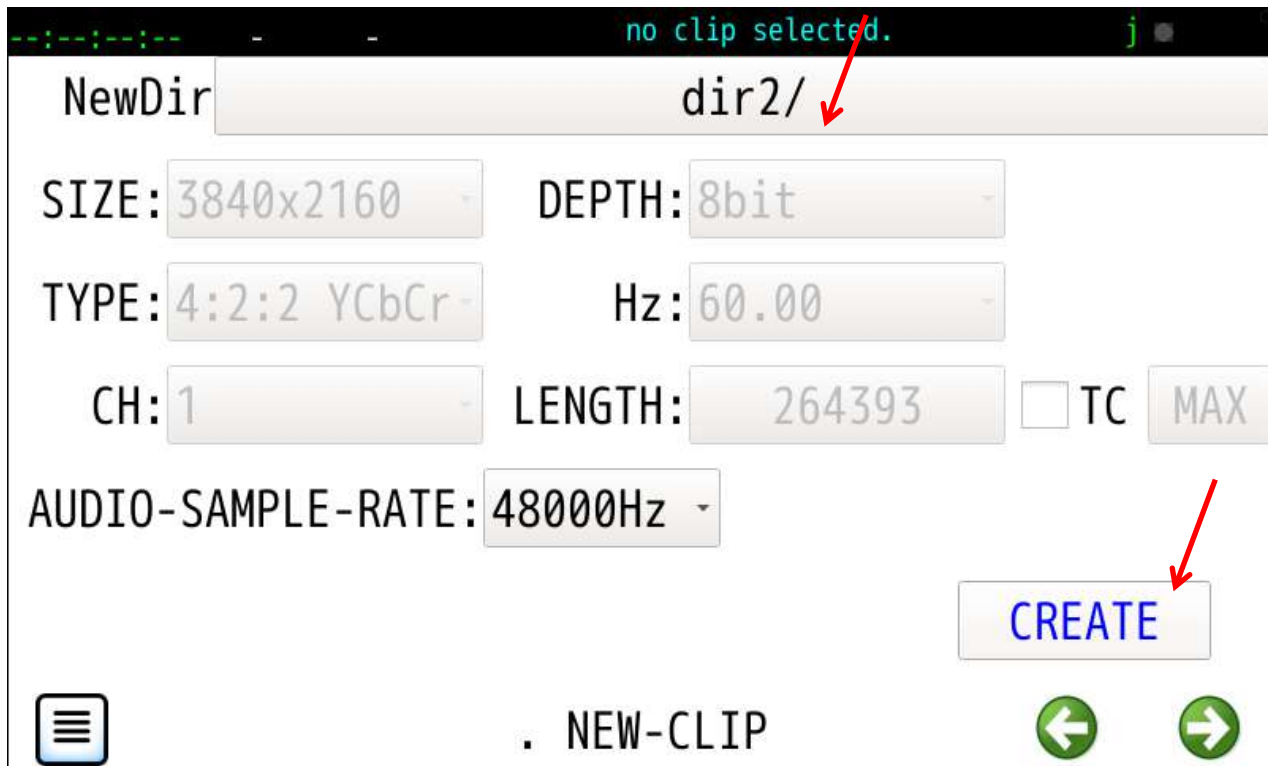 --:--:--:-- - - no clip selected. j
NewDir dir2/
SIZE: 3840x2160 DEPTH: 8bit
TYPE: 4:2:2 YCbCr Hz: 60.00
CH: 1 LENGTH: 264393 TC MAX
AUDIO-SAMPLE-RATE: 48000Hz
CREATE
. NEW-CLIP